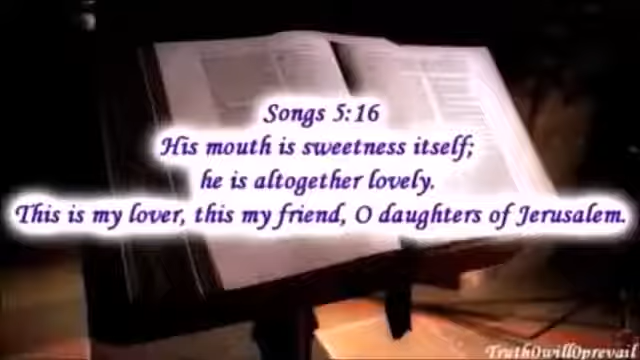 Songs 5:16
His mouth is sweetness itself;
he is altogether lovely.
This is my lover, this my friend, O daughters of Jerusalem.
Truth0will0prevail